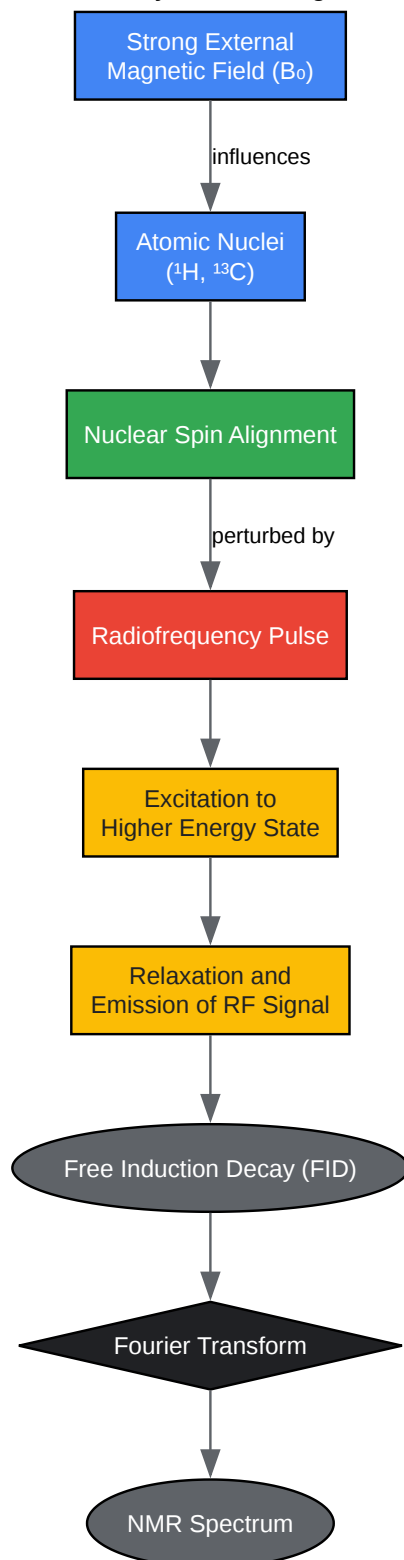 Strong External
Magnetic Field (B₀)
influences
Atomic Nuclei
(¹H, ¹³C)
Nuclear Spin Alignment
perturbed by
Radiofrequency Pulse
Excitation to
Higher Energy State
Relaxation and
Emission of RF Signal
Free Induction Decay (FID)
Fourier Transform
NMR Spectrum